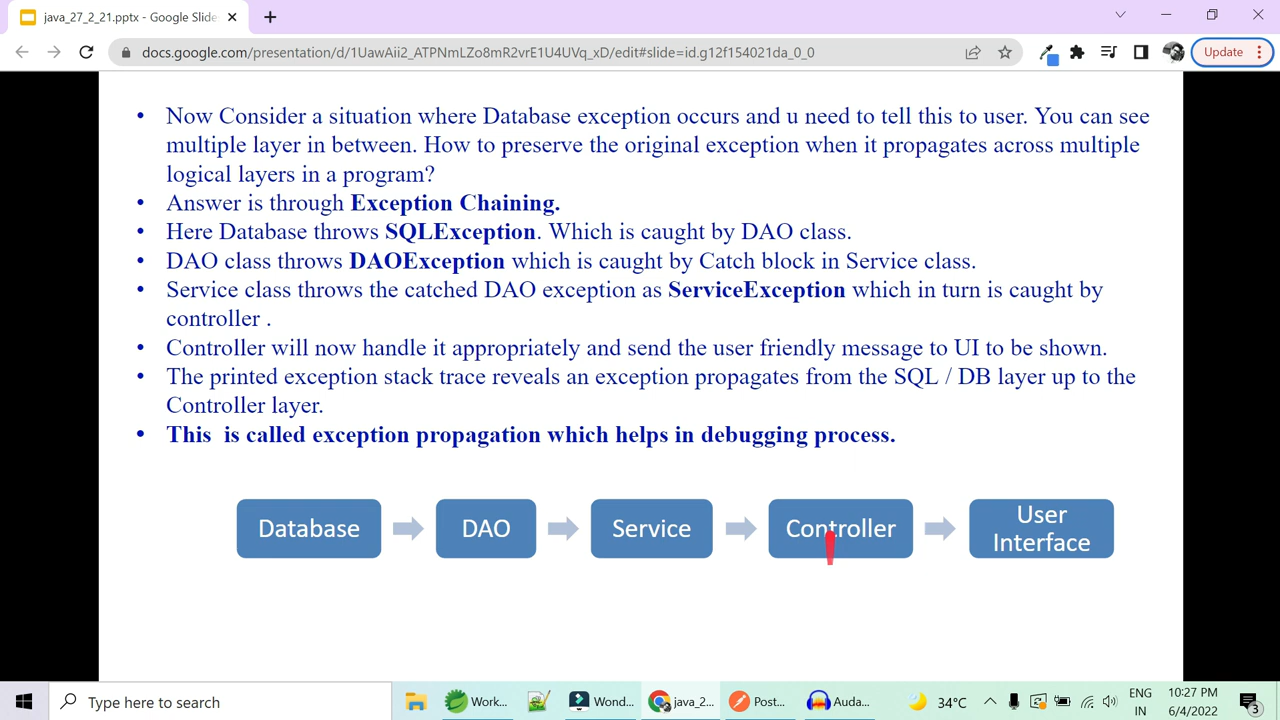 java_27_2_21.pptx - Google Slide
docs.google.com/presentation/d/1UawAii2_ATPNmLZo8mR2vrE1U4UVq_xD/edit#slide=id.g12f154021da_0_0
Update
• Now Consider a situation where Database exception occurs and u need to tell this to user. You can see
multiple layer in between. How to preserve the original exception when it propagates across multiple
logical layers in a program?
• Answer is through Exception Chaining.
• Here Database throws SQLException. Which is caught by DAO class.
• DAO class throws DAOException which is caught by Catch block in Service class.
• Service class throws the catched DAO exception as ServiceException which in turn is caught by
controller .
• Controller will now handle it appropriately and send the user friendly message to UI to be shown.
• The printed exception stack trace reveals an exception propagates from the SQL / DB layer up to the
Controller layer.
• This is called exception propagation which helps in debugging process.
Database
DAO
Service
Controller
User
Interface
Type here to search
Work...
Wond...
java_2...
Post...
Auda...
34°C
ENG
IN
10:27 PM
6/4/2022
3